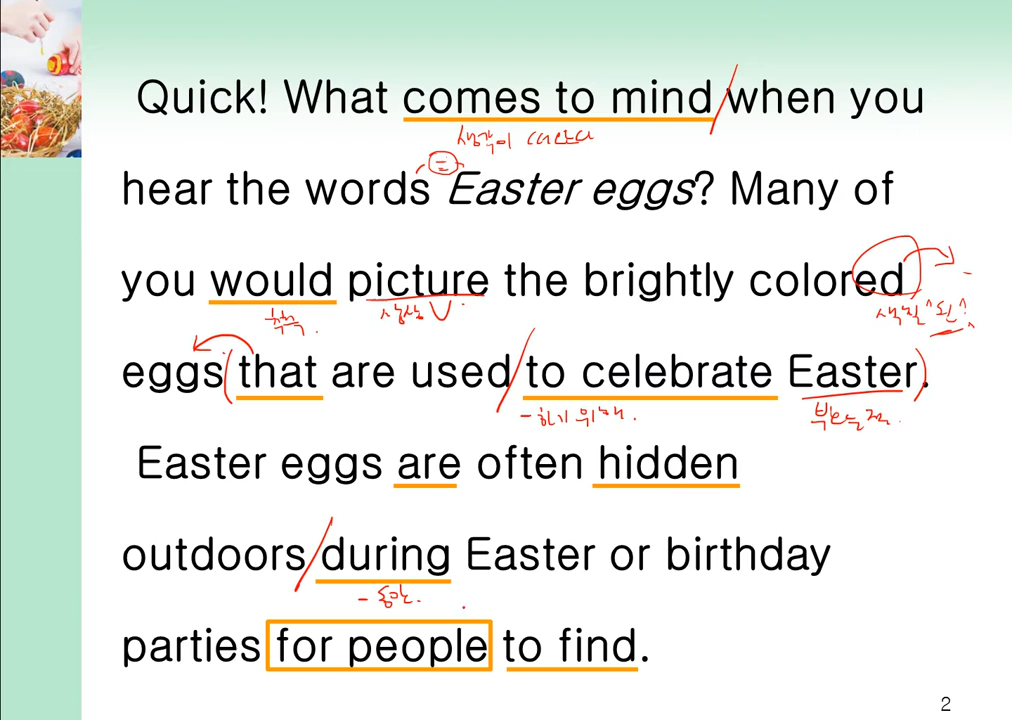 Quick! What comes to mind when you
생각이 떠오르다
hear the words Easter eggs? Many of
=
you would picture the brightly colored
추측. 상상 V. 색칠 "된"
eggs (that are used to celebrate Easter).
-하기 위해. 부활절.
Easter eggs are often hidden
outdoors during Easter or birthday
-동안.
parties for people to find.
2